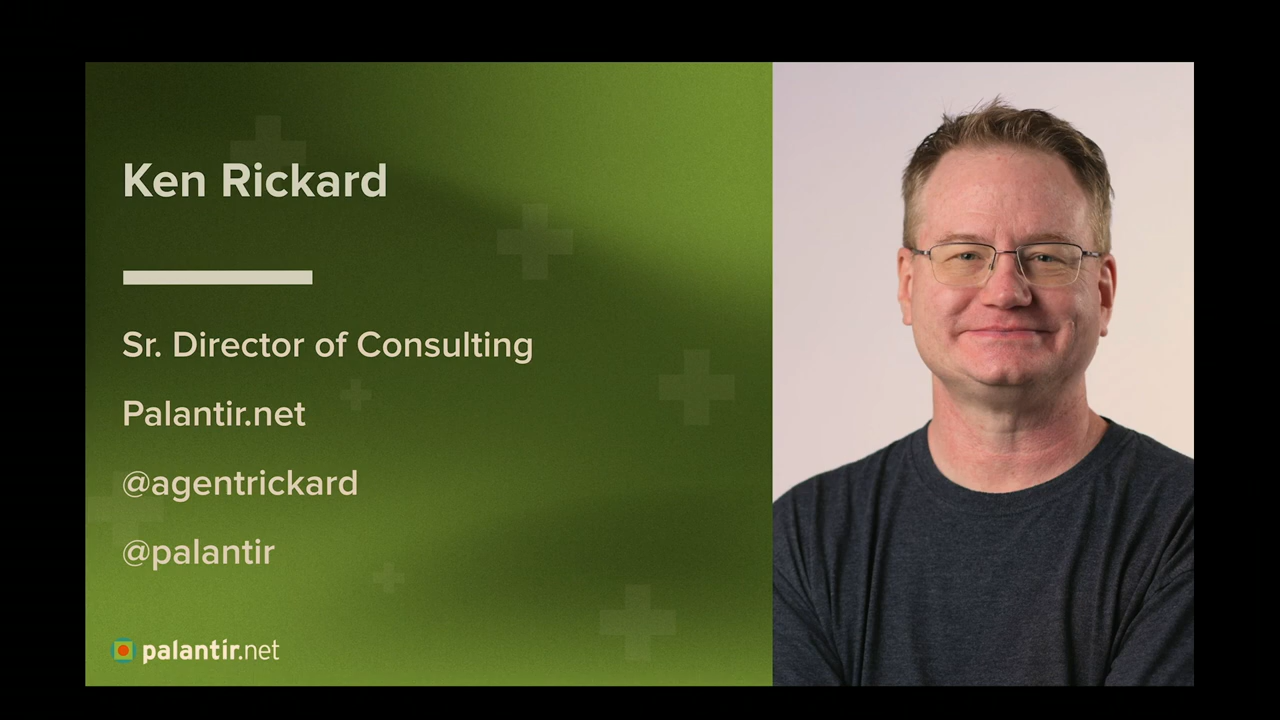 Ken Rickard
Sr. Director of Consulting
Palantir.net
@agentrickard
@palantir
palantir.net